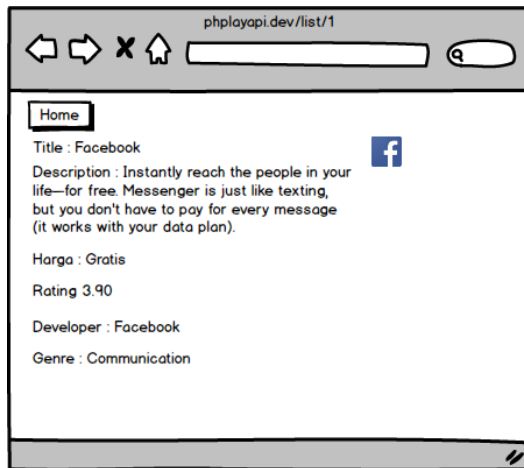 phplayapi.dev/list/1
Home
Title : Facebook
Description : Instantly reach the people in your
life—for free. Messenger is just like texting,
but you don't have to pay for every message
(it works with your data plan).
Harga : Gratis
Rating 3.90
Developer : Facebook
Genre : Communication